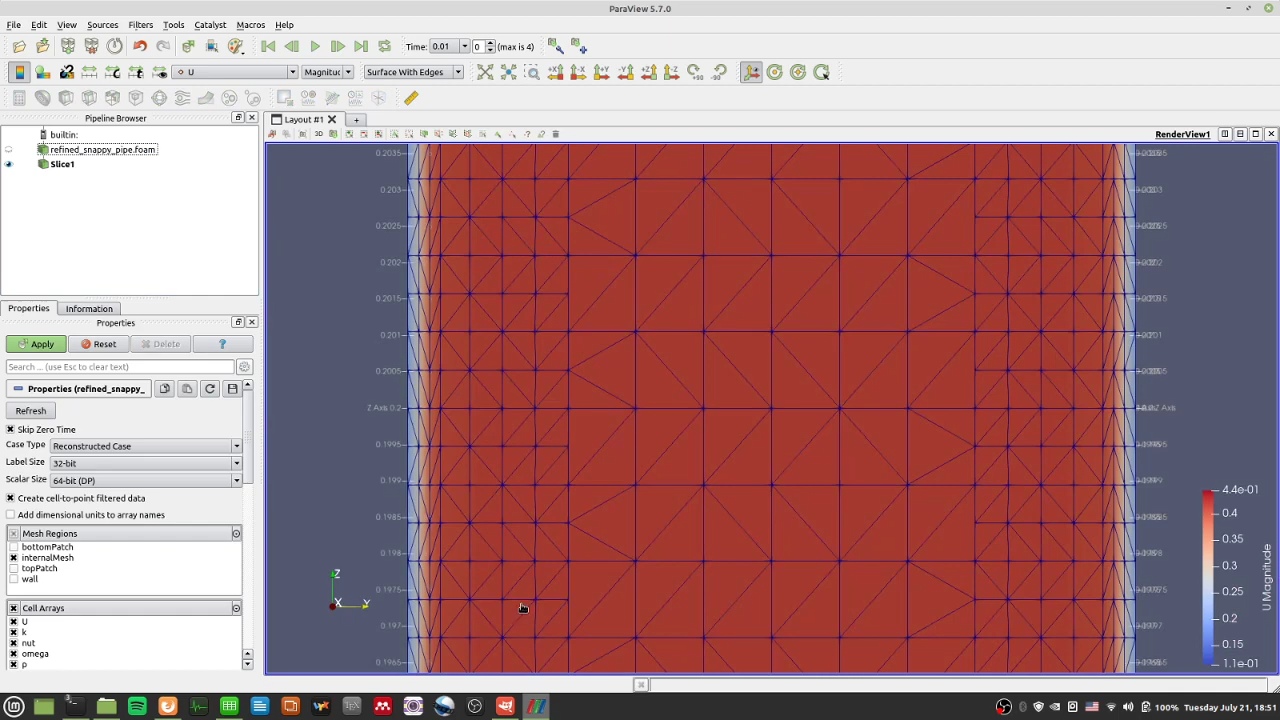 ParaView 5.7.0
File Edit View Sources Filters Tools Catalyst Macros Help
Time: 0.01 0 (max is 4)
U Magnituc Surface With Edges
Pipeline Browser
Layout #1
RenderView1
builtin:
refined_snappy_pipe.foam
Slice1
Properties Information
Properties
Apply Reset Delete ?
Search ... (use Esc to clear text)
Properties (refined_snappy_
Refresh
Skip Zero Time
Case Type Reconstructed Case
Label Size 32-bit
Scalar Size 64-bit (DP)
Create cell-to-point filtered data
Add dimensional units to array names
Mesh Regions
bottomPatch
internalMesh
topPatch
wall
Cell Arrays
U
k
nut
omega
p
0.2035
0.203
0.2025
0.202
0.2015
0.201
0.2005
Z Axis 0.2
0.1995
0.199
0.1985
0.198
0.1975
0.197
0.1965
Z
X Y
4.4e-01
0.4
0.35
0.3
0.25
0.2
0.15
1.1e-01
U Magnitude
100% Tuesday July 21, 18:51